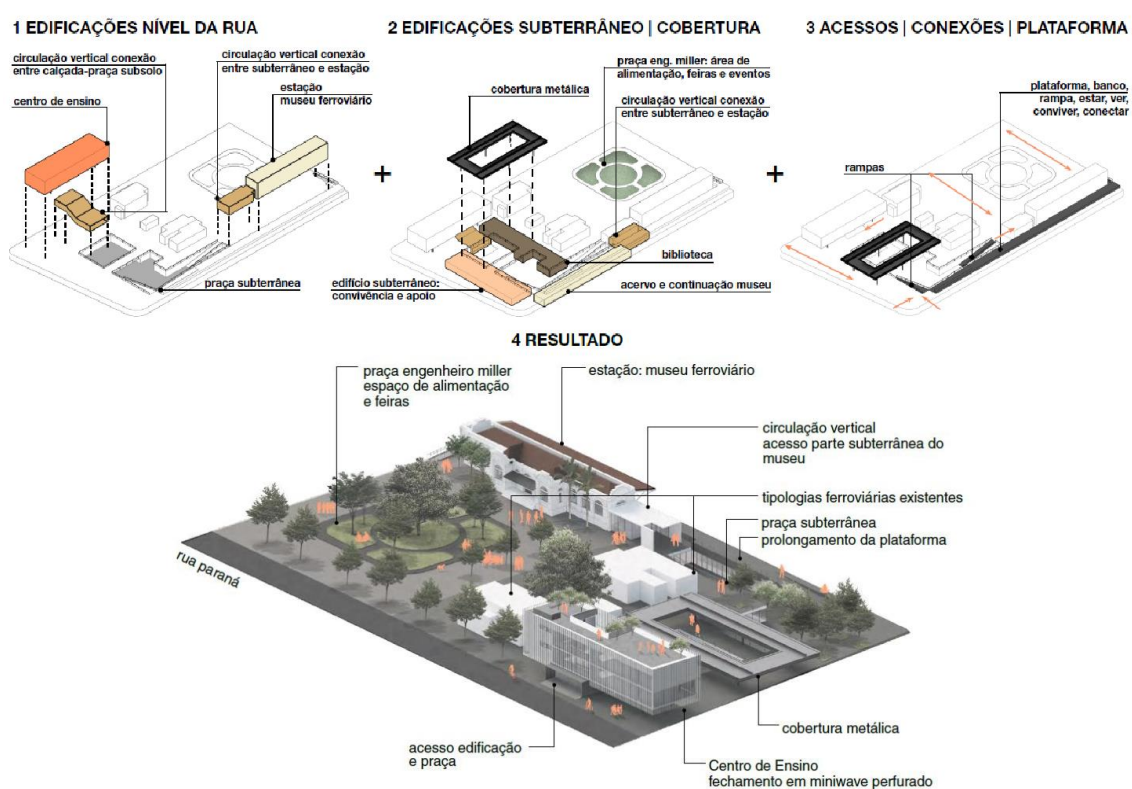 1 EDIFICAÇÕES NÍVEL DA RUA
circulação vertical conexão
entre calçada-praça subsolo
centro de ensino
circulação vertical conexão
entre subterrâneo e estação
estação
museu ferroviário
praça subterrânea
+
2 EDIFICAÇÕES SUBTERRÂNEO | COBERTURA
cobertura metálica
praça eng. miller: área de
alimentação, feiras e eventos
circulação vertical conexão
entre subterrâneo e estação
biblioteca
edifício subterrâneo:
convivência e apoio
acervo e continuação museu
+
3 ACESSOS | CONEXÕES | PLATAFORMA
plataforma, banco,
rampa, estar, ver,
conviver, conectar
rampas
4 RESULTADO
praça engenheiro miller
espaço de alimentação
e feiras
estação: museu ferroviário
circulação vertical
acesso parte subterrânea do
museu
tipologias ferroviárias existentes
praça subterrânea
prolongamento da plataforma
rua paraná
cobertura metálica
acesso edificação
e praça
Centro de Ensino
fechamento em miniwave perfurado